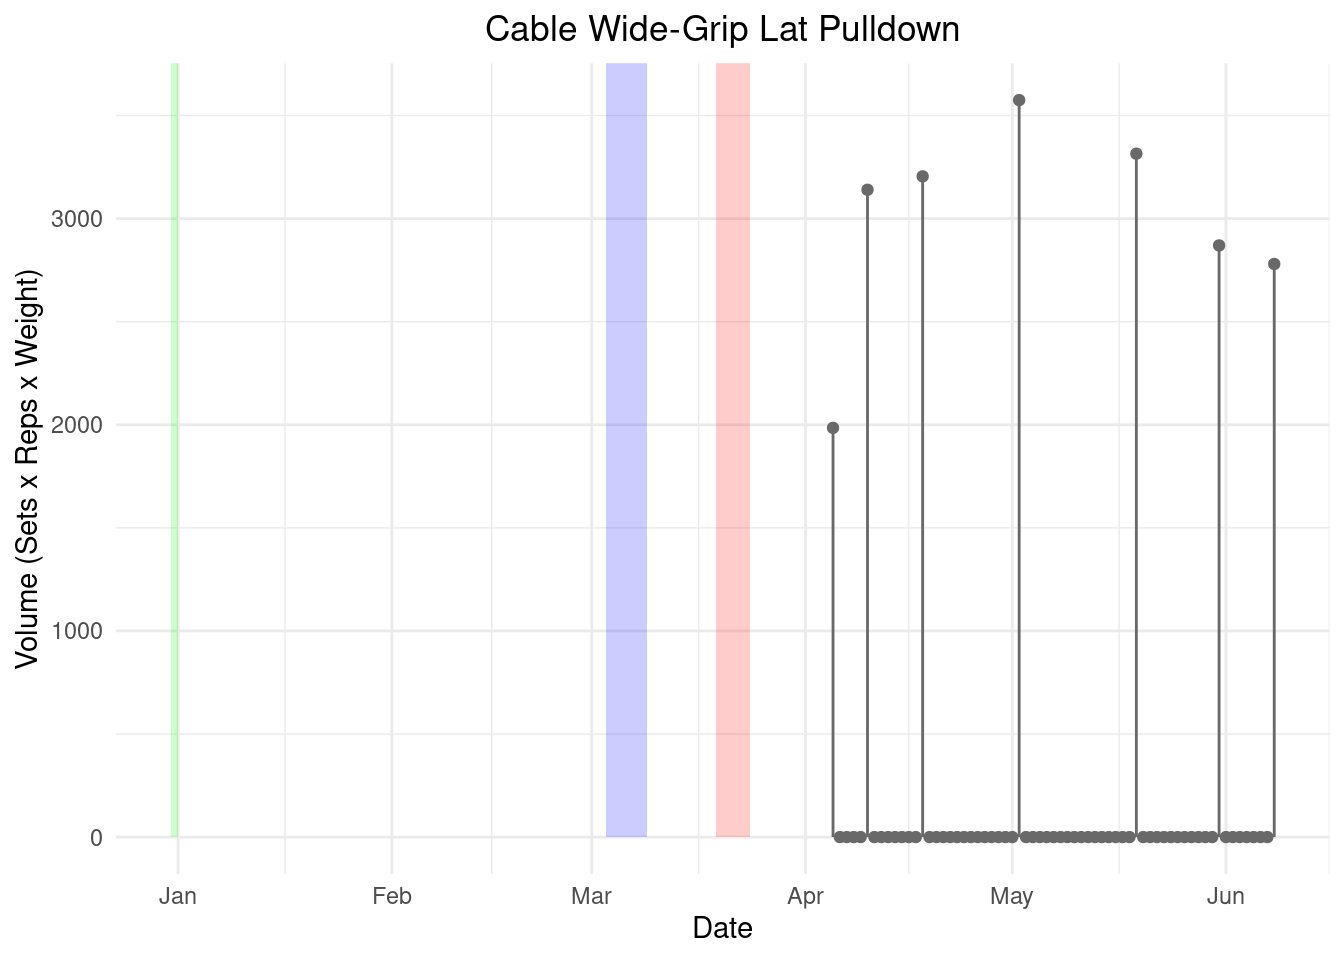 Cable Wide-Grip Lat Pulldown
Volume (Sets x Reps x Weight)
3000
2000
1000
0
Jan Feb Mar Apr May Jun
Date